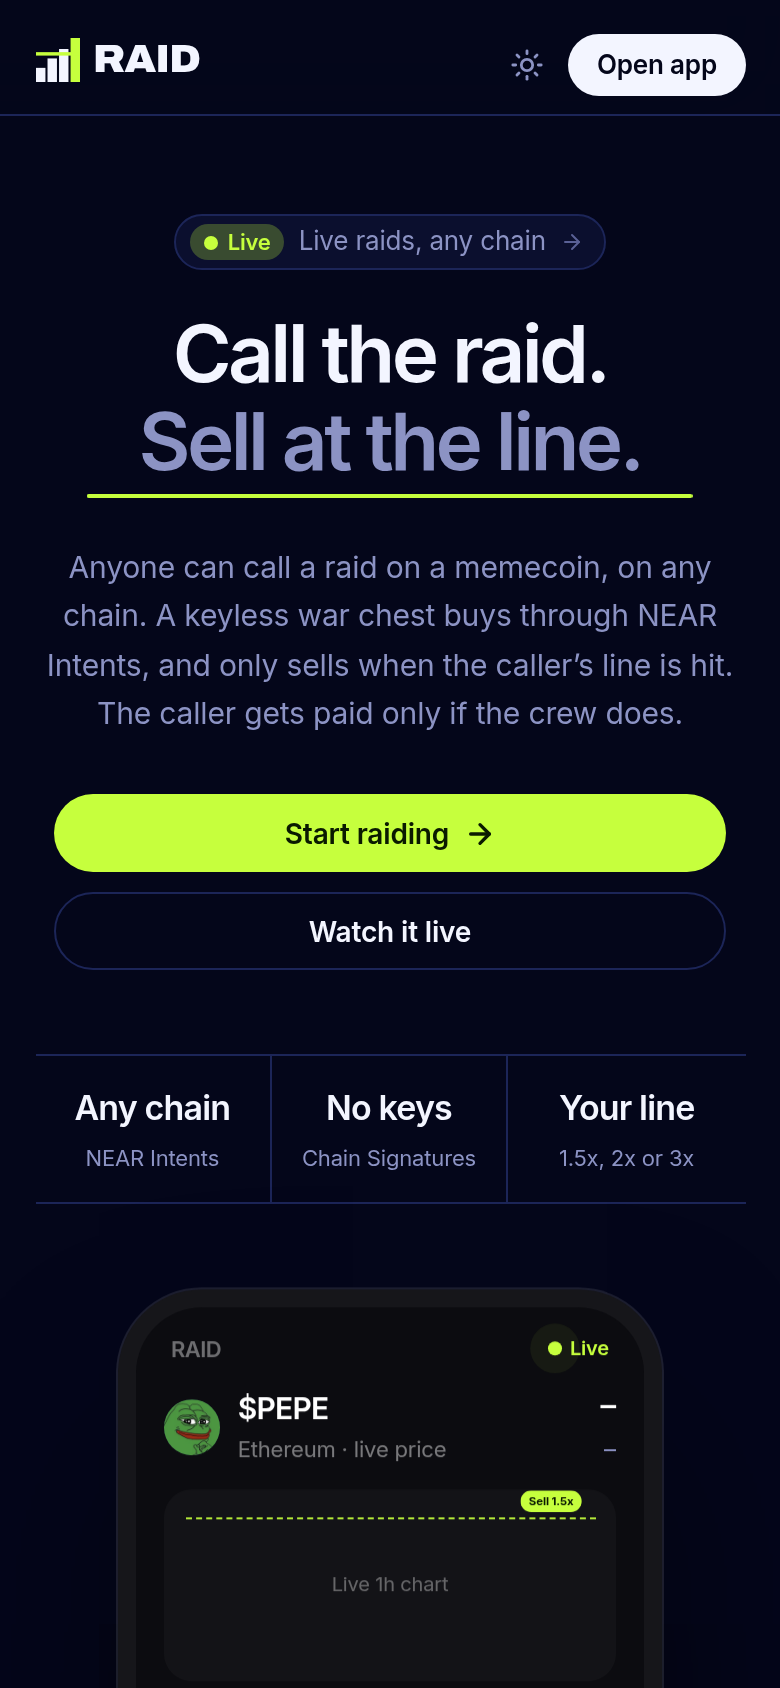 RAID
Open app
Live
Live raids, any chain →
Call the raid.
Sell at the line.
Anyone can call a raid on a memecoin, on any
chain. A keyless war chest buys through NEAR
Intents, and only sells when the caller’s line is hit.
The caller gets paid only if the crew does.
Start raiding →
Watch it live
Any chain
NEAR Intents
No keys
Chain Signatures
Your line
1.5x, 2x or 3x
RAID
Live
$PEPE
–
Ethereum · live price
–
Sell 1.5x
Live 1h chart